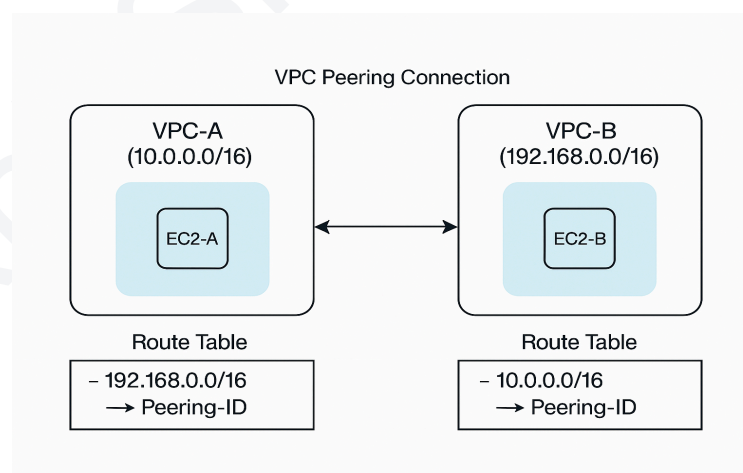 VPC Peering Connection
VPC-A
(10.0.0.0/16)
EC2-A
VPC-B
(192.168.0.0/16)
EC2-B
Route Table
– 192.168.0.0/16
→ Peering-ID
Route Table
– 10.0.0.0/16
→ Peering-ID